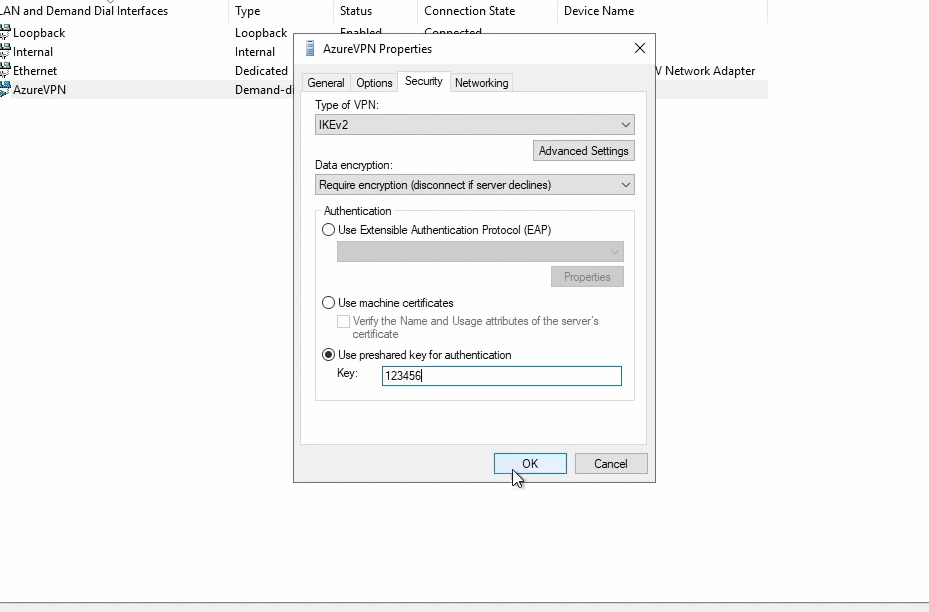 LAN and Demand Dial Interfaces Type Status Connection State Device Name
Loopback Loopback Enabled Connected
Internal Internal
Ethernet Dedicated V Network Adapter
AzureVPN Demand-di
AzureVPN Properties
General Options Security Networking
Type of VPN:
IKEv2
Advanced Settings
Data encryption:
Require encryption (disconnect if server declines)
Authentication
Use Extensible Authentication Protocol (EAP)
Properties
Use machine certificates
Verify the Name and Usage attributes of the server's
certificate
Use preshared key for authentication
Key: 123456
OK Cancel